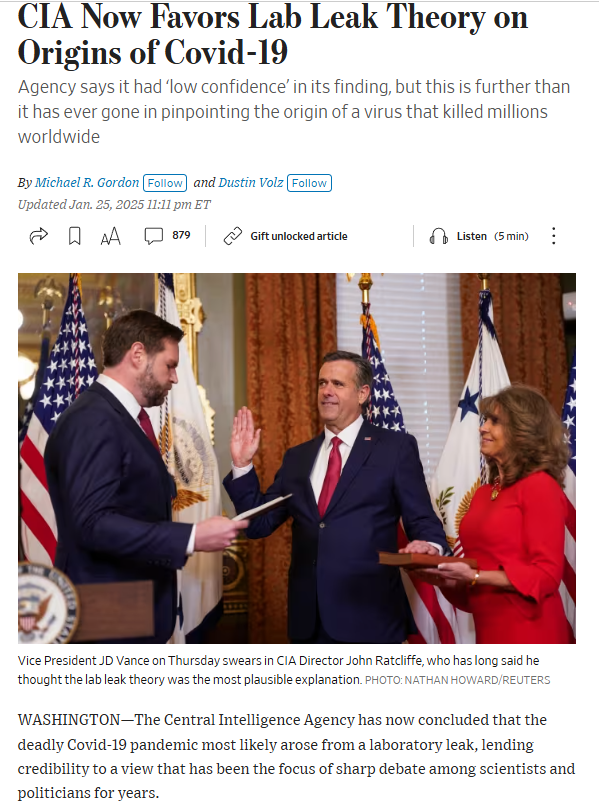 CIA Now Favors Lab Leak Theory on
Origins of Covid-19
Agency says it had ‘low confidence’ in its finding, but this is further than
it has ever gone in pinpointing the origin of a virus that killed millions
worldwide
By Michael R. Gordon Follow and Dustin Volz Follow
Updated Jan. 25, 2025 11:11 pm ET
AA 879 Gift unlocked article Listen (5 min)
Vice President JD Vance on Thursday swears in CIA Director John Ratcliffe, who has long said he
thought the lab leak theory was the most plausible explanation. PHOTO: NATHAN HOWARD/REUTERS
WASHINGTON—The Central Intelligence Agency has now concluded that the
deadly Covid-19 pandemic most likely arose from a laboratory leak, lending
credibility to a view that has been the focus of sharp debate among scientists and
politicians for years.